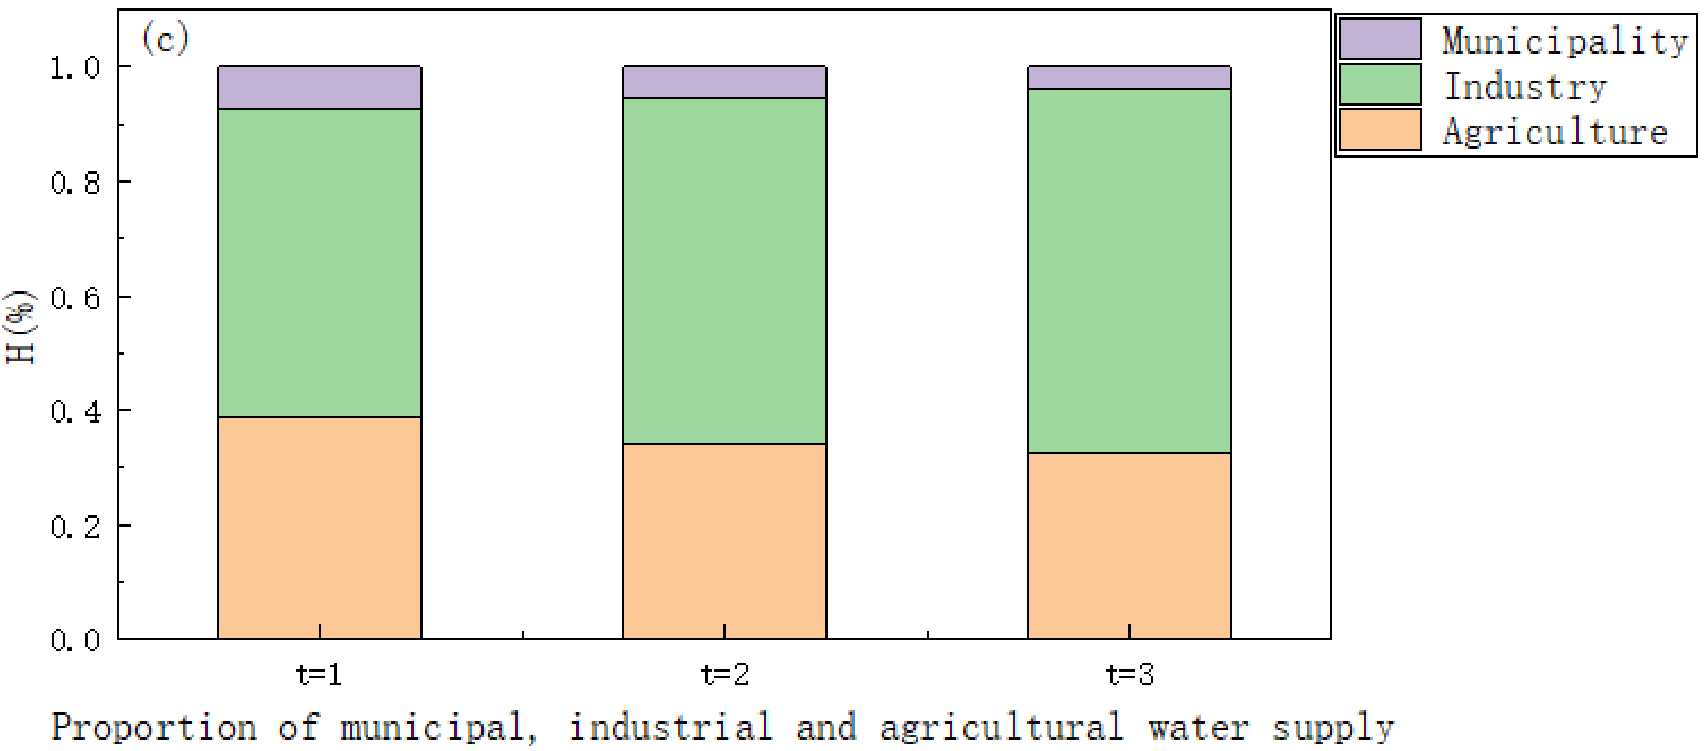 (c)
Municipality
Industry
Agriculture
1.0
0.8
0.6
0.4
0.2
0.0
H(%)
t=1
t=2
t=3
Proportion of municipal, industrial and agricultural water supply